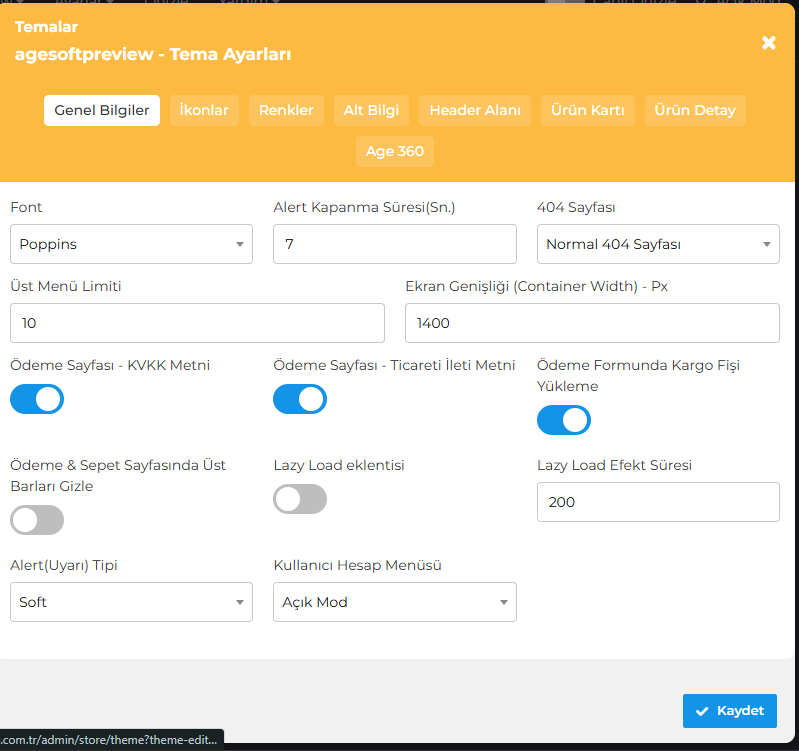 Temalar
agesoftpreview - Tema Ayarları
Genel Bilgiler İkonlar Renkler Alt Bilgi Header Alanı Ürün Kartı Ürün Detay
Age 360
Font Alert Kapanma Süresi(Sn.) 404 Sayfası
Poppins 7 Normal 404 Sayfası
Üst Menü Limiti Ekran Genişliği (Container Width) - Px
10 1400
Ödeme Sayfası - KVKK Metni Ödeme Sayfası - Ticareti İleti Metni Ödeme Formunda Kargo Fişi
Yükleme
Ödeme & Sepet Sayfasında Üst Lazy Load eklentisi Lazy Load Efekt Süresi
Barları Gizle
200
Alert(Uyarı) Tipi Kullanıcı Hesap Menüsü
Soft Açık Mod
Kaydet
.com.tr/admin/store/theme?theme-edit...